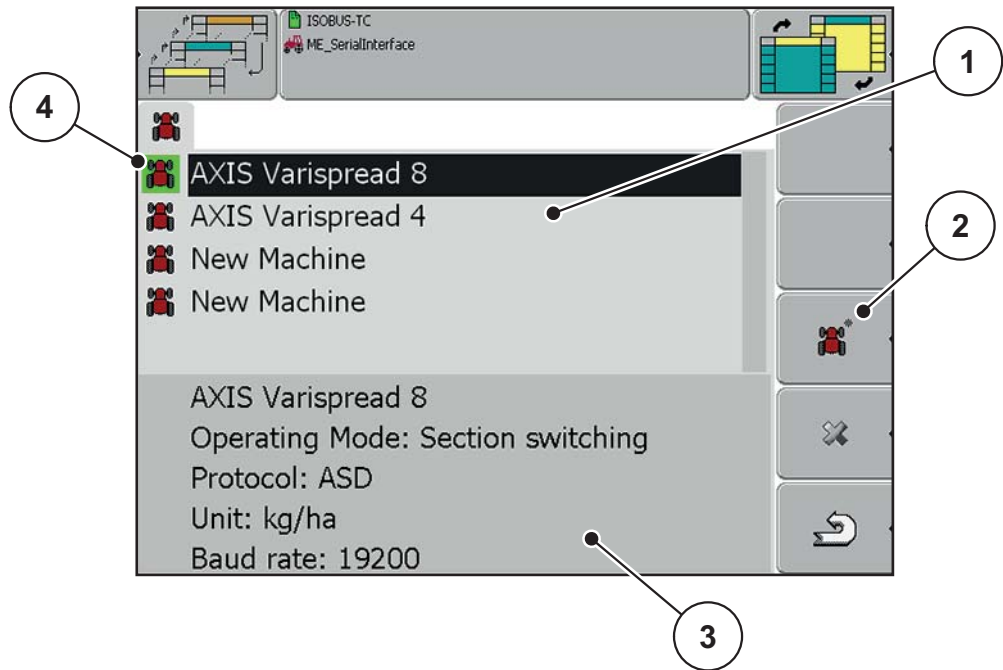 ISOBUS-TC
ME_SerialInterface
1
4
AXIS Varispread 8
AXIS Varispread 4
2
New Machine
New Machine
AXIS Varispread 8
Operating Mode: Section switching
Protocol: ASD
Unit: kg/ha
Baud rate: 19200
3